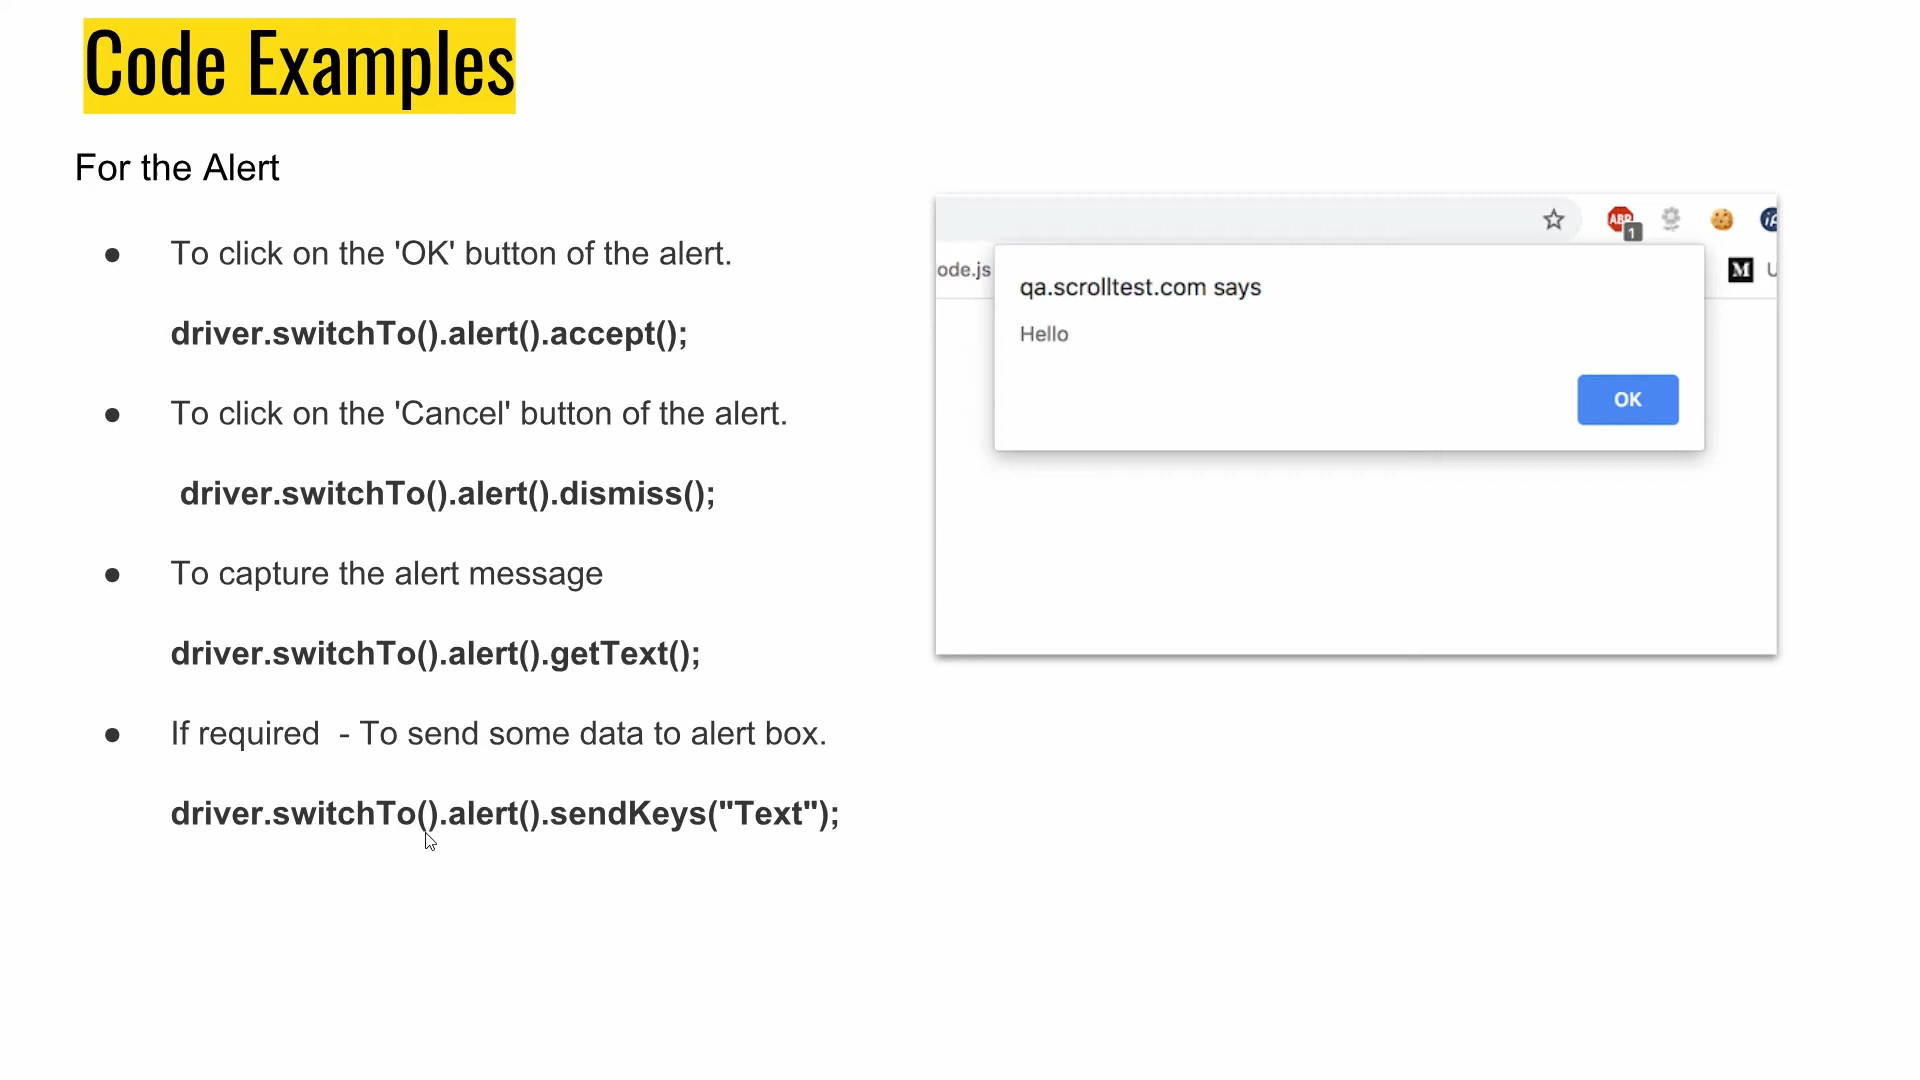 Code Examples
For the Alert
● To click on the 'OK' button of the alert.
driver.switchTo().alert().accept();
● To click on the 'Cancel' button of the alert.
driver.switchTo().alert().dismiss();
● To capture the alert message
driver.switchTo().alert().getText();
● If required - To send some data to alert box.
driver.switchTo().alert().sendKeys("Text");
ABP
1
ode.js
M U
qa.scrolltest.com says
Hello
OK